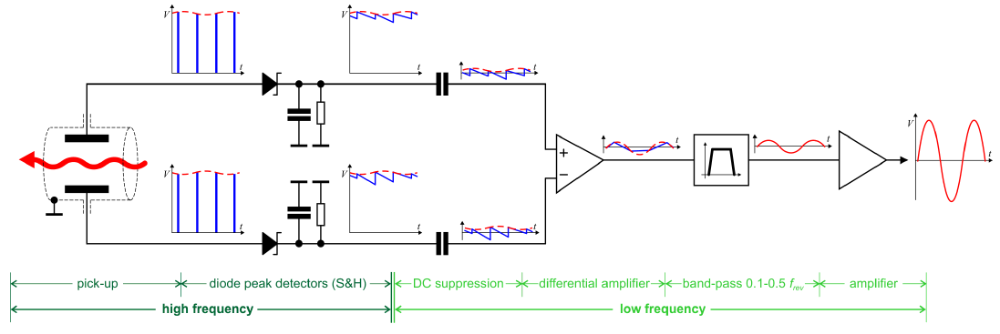 V
t
V
t
t
+
−
t
t
V
t
V
t
V
t
t
pick-up
diode peak detectors (S&H)
DC suppression
differential amplifier
band-pass 0.1-0.5 frev
amplifier
high frequency
low frequency